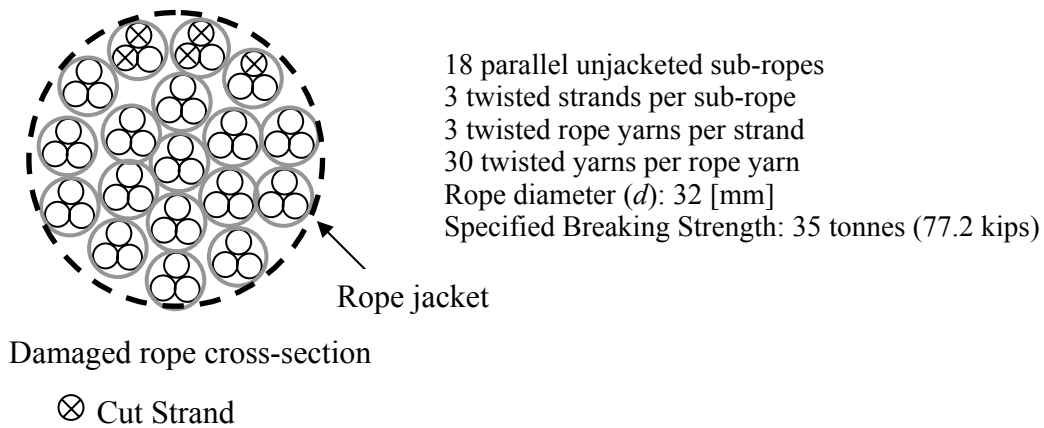 18 parallel unjacketed sub-ropes
3 twisted strands per sub-rope
3 twisted rope yarns per strand
30 twisted yarns per rope yarn
Rope diameter (d): 32 [mm]
Specified Breaking Strength: 35 tonnes (77.2 kips)
Rope jacket
Damaged rope cross-section
Cut Strand